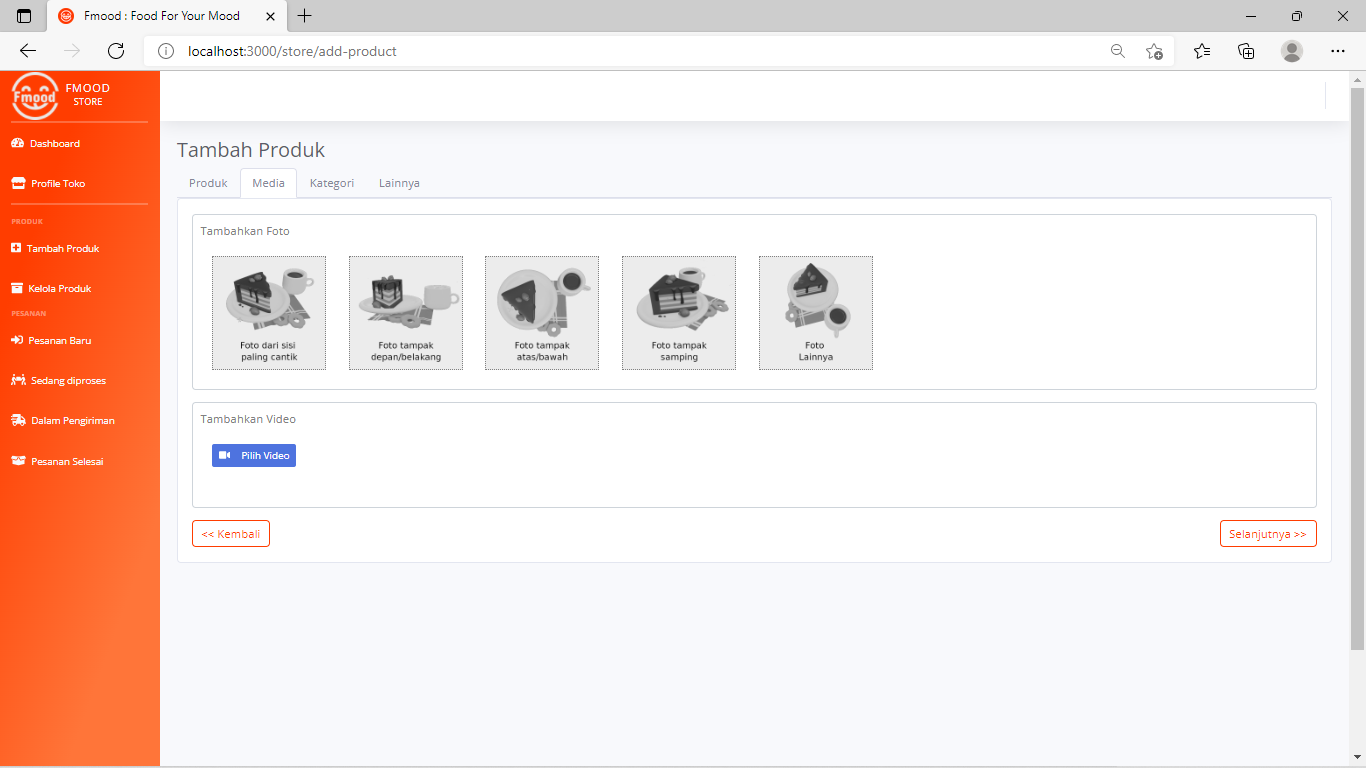 Fmood : Food For Your Mood
localhost:3000/store/add-product
Fmood
FMOOD
STORE
Dashboard
Profile Toko
PRODUK
Tambah Produk
Kelola Produk
PESANAN
Pesanan Baru
Sedang diproses
Dalam Pengiriman
Pesanan Selesai
Tambah Produk
Produk Media Kategori Lainnya
Tambahkan Foto
Foto dari sisi
paling cantik
Foto tampak
depan/belakang
Foto tampak
atas/bawah
Foto tampak
samping
Foto
Lainnya
Tambahkan Video
Pilih Video
<< Kembali
Selanjutnya >>